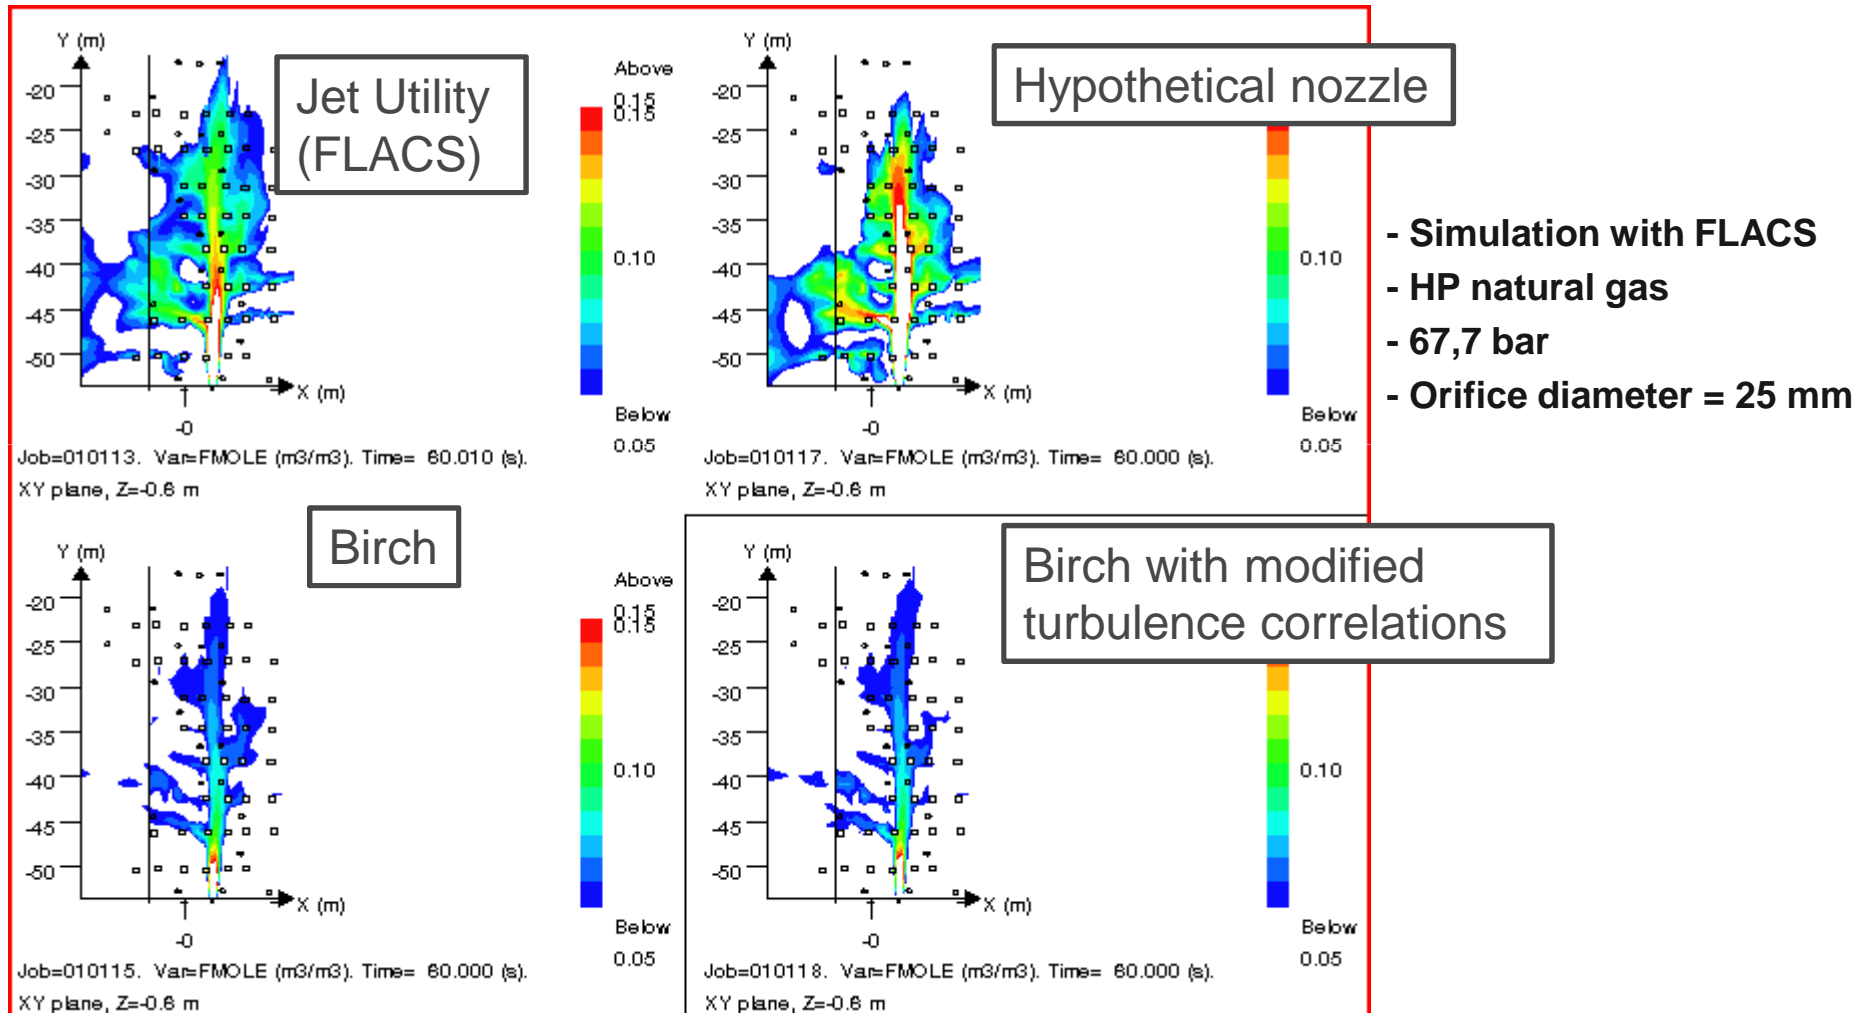 Y (m)
-20
-25
-30
-35
-40
-45
-50
X (m)
-0
Jet Utility
(FLACS)
Above
0.15
0.10
Below
0.05
Job=010113. Var=FMOLE (m3/m3). Time= 60.010 (s).
XY plane, Z=-0.6 m
Y (m)
-20
-25
-30
-35
-40
-45
-50
X (m)
-0
Hypothetical nozzle
0.10
Below
0.05
Job=010117. Var=FMOLE (m3/m3). Time= 60.000 (s).
XY plane, Z=-0.6 m
- Simulation with FLACS
- HP natural gas
- 67,7 bar
- Orifice diameter = 25 mm
Y (m)
-20
-25
-30
-35
-40
-45
-50
X (m)
-0
Birch
Above
0.15
0.10
Below
0.05
Job=010115. Var=FMOLE (m3/m3). Time= 60.000 (s).
XY plane, Z=-0.6 m
Y (m)
-20
-25
-30
-35
-40
-45
-50
X (m)
-0
Birch with modified
turbulence correlations
0.10
Below
0.05
Job=010118. Var=FMOLE (m3/m3). Time= 60.000 (s).
XY plane, Z=-0.6 m